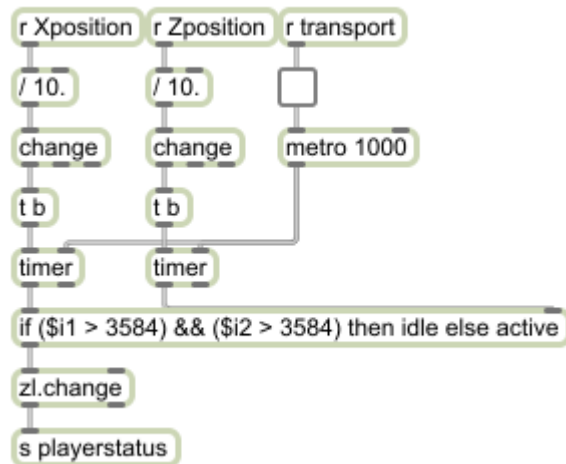 r Xposition
r Zposition
r transport
/ 10.
/ 10.
change
change
metro 1000
t b
t b
timer
timer
if ($i1 > 3584) && ($i2 > 3584) then idle else active
zl.change
s playerstatus